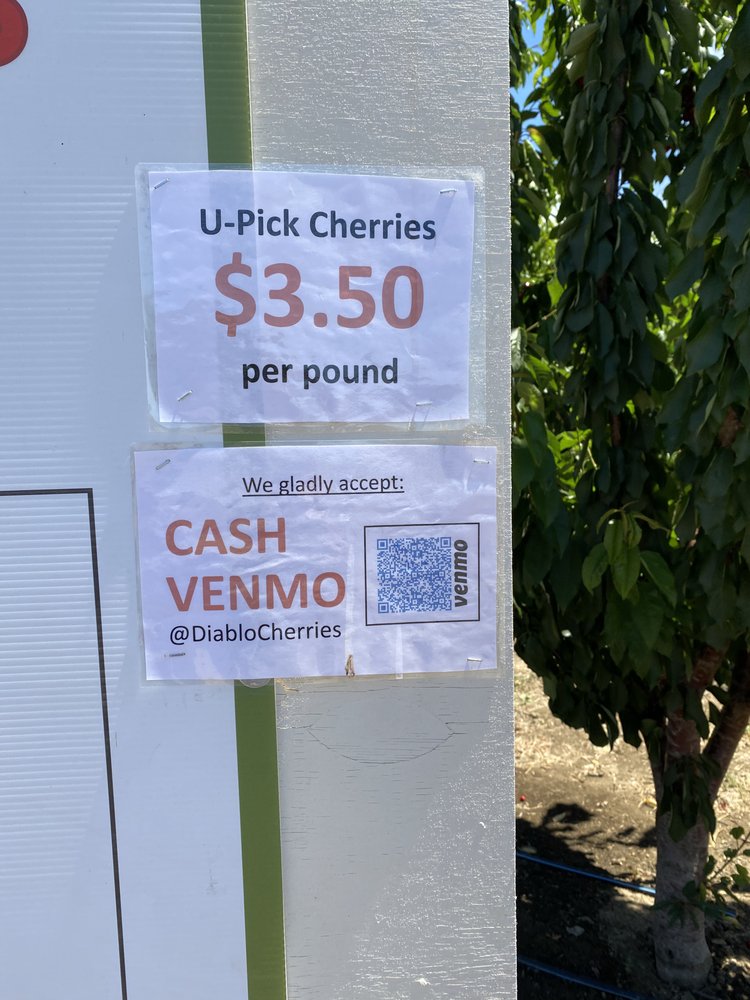 U-Pick Cherries
$3.50
per pound
We gladly accept:
CASH
VENMO
@DiabloCherries
venmo